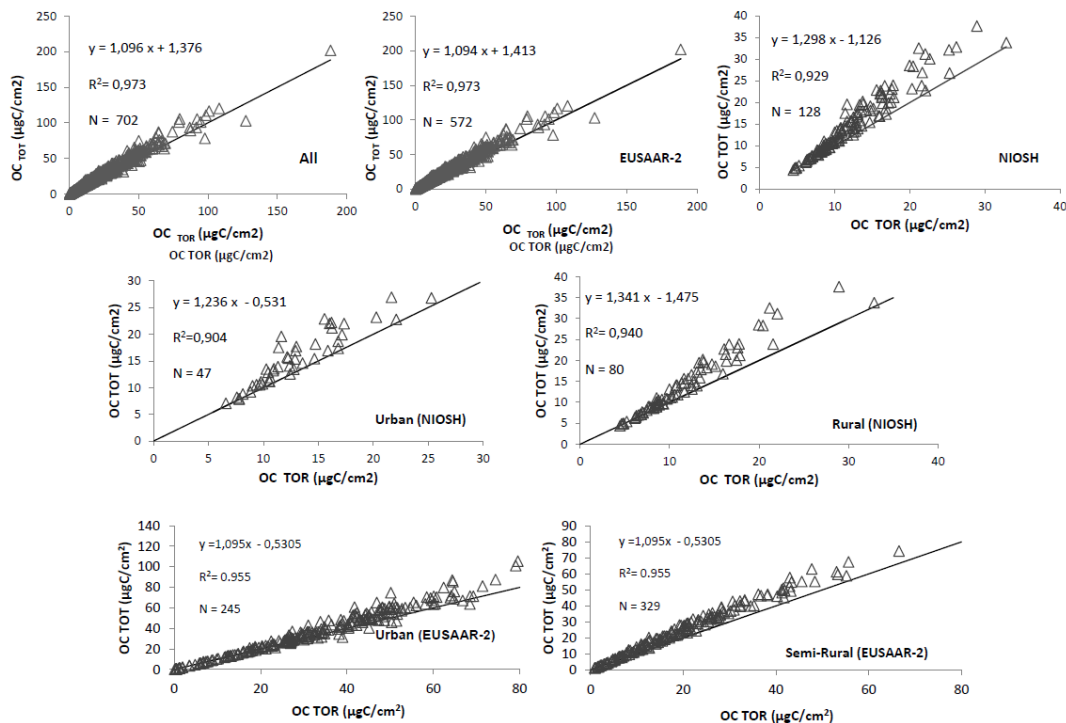 250
200
150
100
50
0
OC TOT (µgC/cm2)
y = 1,096 x + 1,376
R²= 0,973
N = 702
All
0 50 100 150 200
OC TOR (µgC/cm2)
OC TOR (µgC/cm2)
250
200
150
100
50
0
OC TOT (µgC/cm2)
y = 1,094 x + 1,413
R²= 0,973
N = 572
EUSAAR-2
0 50 100 150 200
OC TOR (µgC/cm2)
OC TOR (µgC/cm2)
40
35
30
25
20
15
10
5
0
OC TOT (µgC/cm2)
y = 1,298 x - 1,126
R²= 0,929
N = 128
NIOSH
0 10 20 30 40
OC TOR (µgC/cm2)
30
25
20
15
10
5
0
OC TOT (µgC/cm2)
y = 1,236 x - 0,531
R²=0,904
N = 47
Urban (NIOSH)
0 5 10 15 20 25 30
OC TOR (µgC/cm2)
40
35
30
25
20
15
10
5
0
OC TOT (µgC/cm2)
y = 1,341 x - 1,475
R²= 0,940
N = 80
Rural (NIOSH)
0 10 20 30 40
OC TOR (µgC/cm2)
140
120
100
80
60
40
20
0
OC TOT (µgC/cm²)
y =1,095x - 0,5305
R²= 0.955
N = 245
Urban (EUSAAR-2)
0 20 40 60 80
OC TOR (µgC/cm²)
90
80
70
60
50
40
30
20
10
0
OC TOT (µgC/cm²)
y =1,095x - 0,5305
R²= 0.955
N = 329
Semi-Rural (EUSAAR-2)
0 20 40 60 80
OC TOR (µgC/cm²)